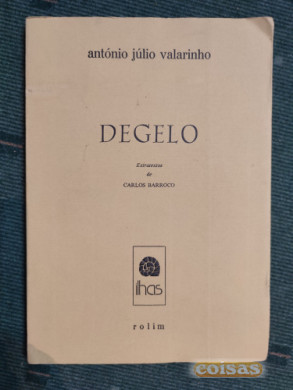 antónio júlio valarinho
DEGELO
Extratextos
de
CARLOS BARROCO
ilhas
rolim
coisas